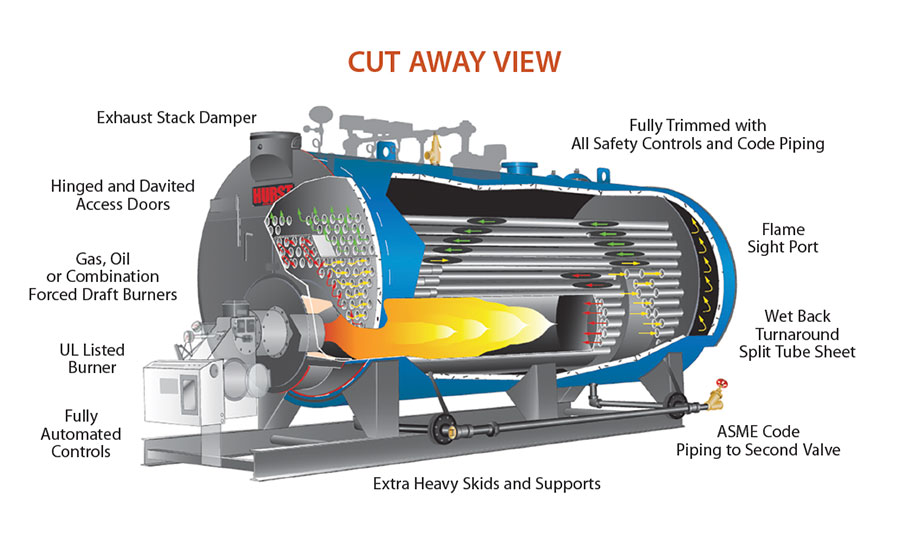 CUT AWAY VIEW
Exhaust Stack Damper
Fully Trimmed with
All Safety Controls and Code Piping
Hinged and Davited
Access Doors
HURST
Flame
Sight Port
Gas, Oil
or Combination
Forced Draft Burners
Wet Back
Turnaround
Split Tube Sheet
UL Listed
Burner
Fully
Automated
Controls
ASME Code
Piping to Second Valve
Extra Heavy Skids and Supports